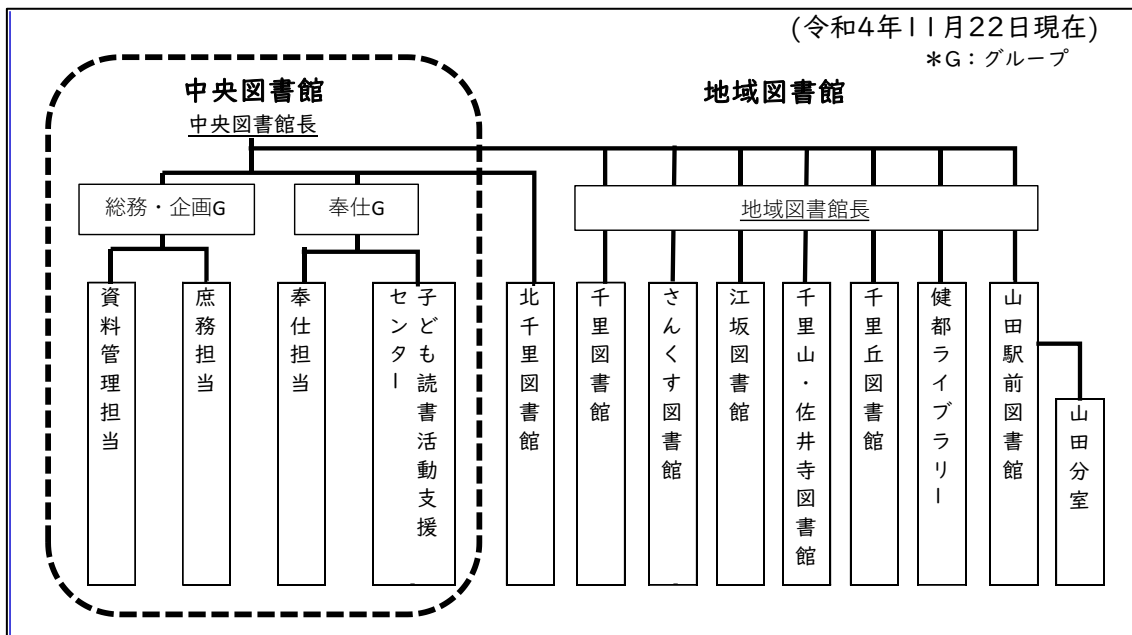 (令和4年11月22日現在)
*G:グループ
中央図書館
地域図書館
中央図書館長
総務・企画G
奉仕G
地域図書館長
資料管理担当
庶務担当
奉仕担当
子ども読書活動支援
センター
北千里図書館
千里図書館
さんくす図書館
江坂図書館
千里山・佐井寺図書館
千里丘図書館
健都ライブラリー
山田駅前図書館
山田分室